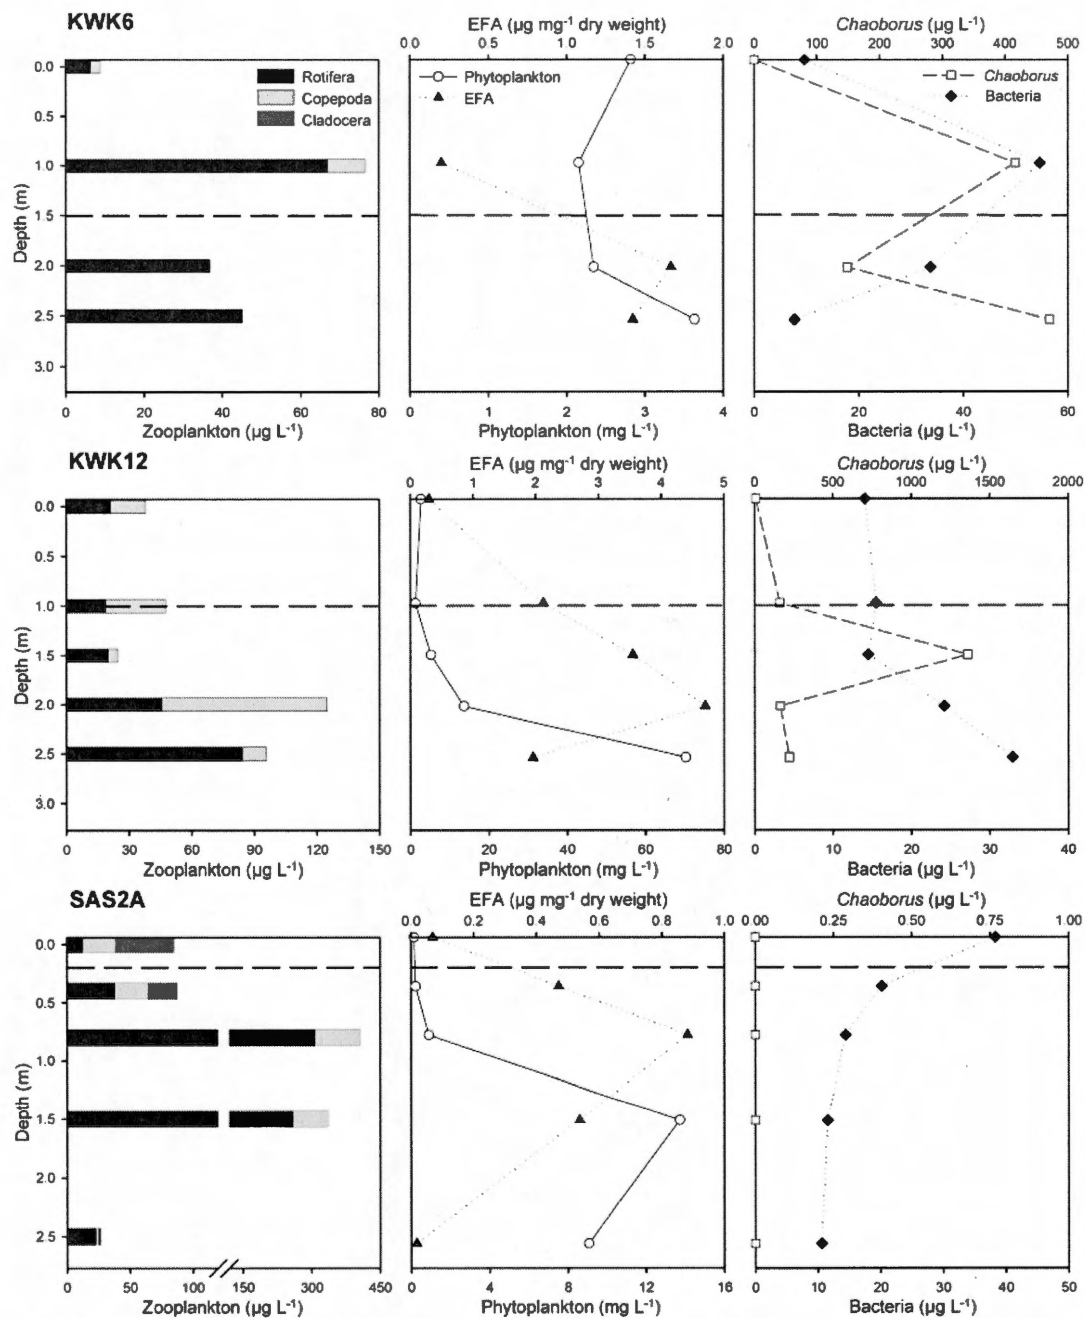 KWK6
EFA (µg mg⁻¹ dry weight)
Chaoborus (µg L⁻¹)
0.0 0.5 1.0 1.5 2.0
0 100 200 300 400 500
Rotifera
Copepoda
Cladocera
Phytoplankton
EFA
Chaoborus
Bacteria
Depth (m)
0.0
0.5
1.0
1.5
2.0
2.5
3.0
0 20 40 60 80
0 1 2 3 4
0 20 40 60
Zooplankton (µg L⁻¹)
Phytoplankton (mg L⁻¹)
Bacteria (µg L⁻¹)
KWK12
EFA (µg mg⁻¹ dry weight)
Chaoborus (µg L⁻¹)
0 1 2 3 4 5
0 500 1000 1500 2000
Depth (m)
0.0
0.5
1.0
1.5
2.0
2.5
3.0
0 30 60 90 120 150
0 20 40 60 80
0 10 20 30 40
Zooplankton (µg L⁻¹)
Phytoplankton (mg L⁻¹)
Bacteria (µg L⁻¹)
SAS2A
EFA (µg mg⁻¹ dry weight)
Chaoborus (µg L⁻¹)
0.0 0.2 0.4 0.6 0.8 1.0
0.00 0.25 0.50 0.75 1.00
Depth (m)
0.0
0.5
1.0
1.5
2.0
2.5
0 50 100 150 300 450
0 4 8 12 16
0 10 20 30 40 50
Zooplankton (µg L⁻¹)
Phytoplankton (mg L⁻¹)
Bacteria (µg L⁻¹)